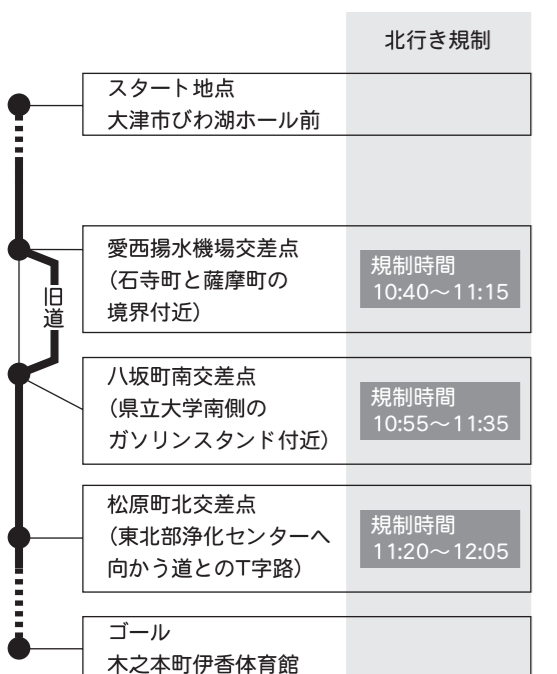 北行き規制
スタート地点
大津市びわ湖ホール前
愛西揚水機場交差点
(石寺町と薩摩町の
境界付近)
規制時間
10:40〜11:15
旧道
八坂町南交差点
(県立大学南側の
ガソリンスタンド付近)
規制時間
10:55〜11:35
松原町北交差点
(東北部浄化センターへ
向かう道とのT字路)
規制時間
11:20〜12:05
ゴール
木之本町伊香体育館